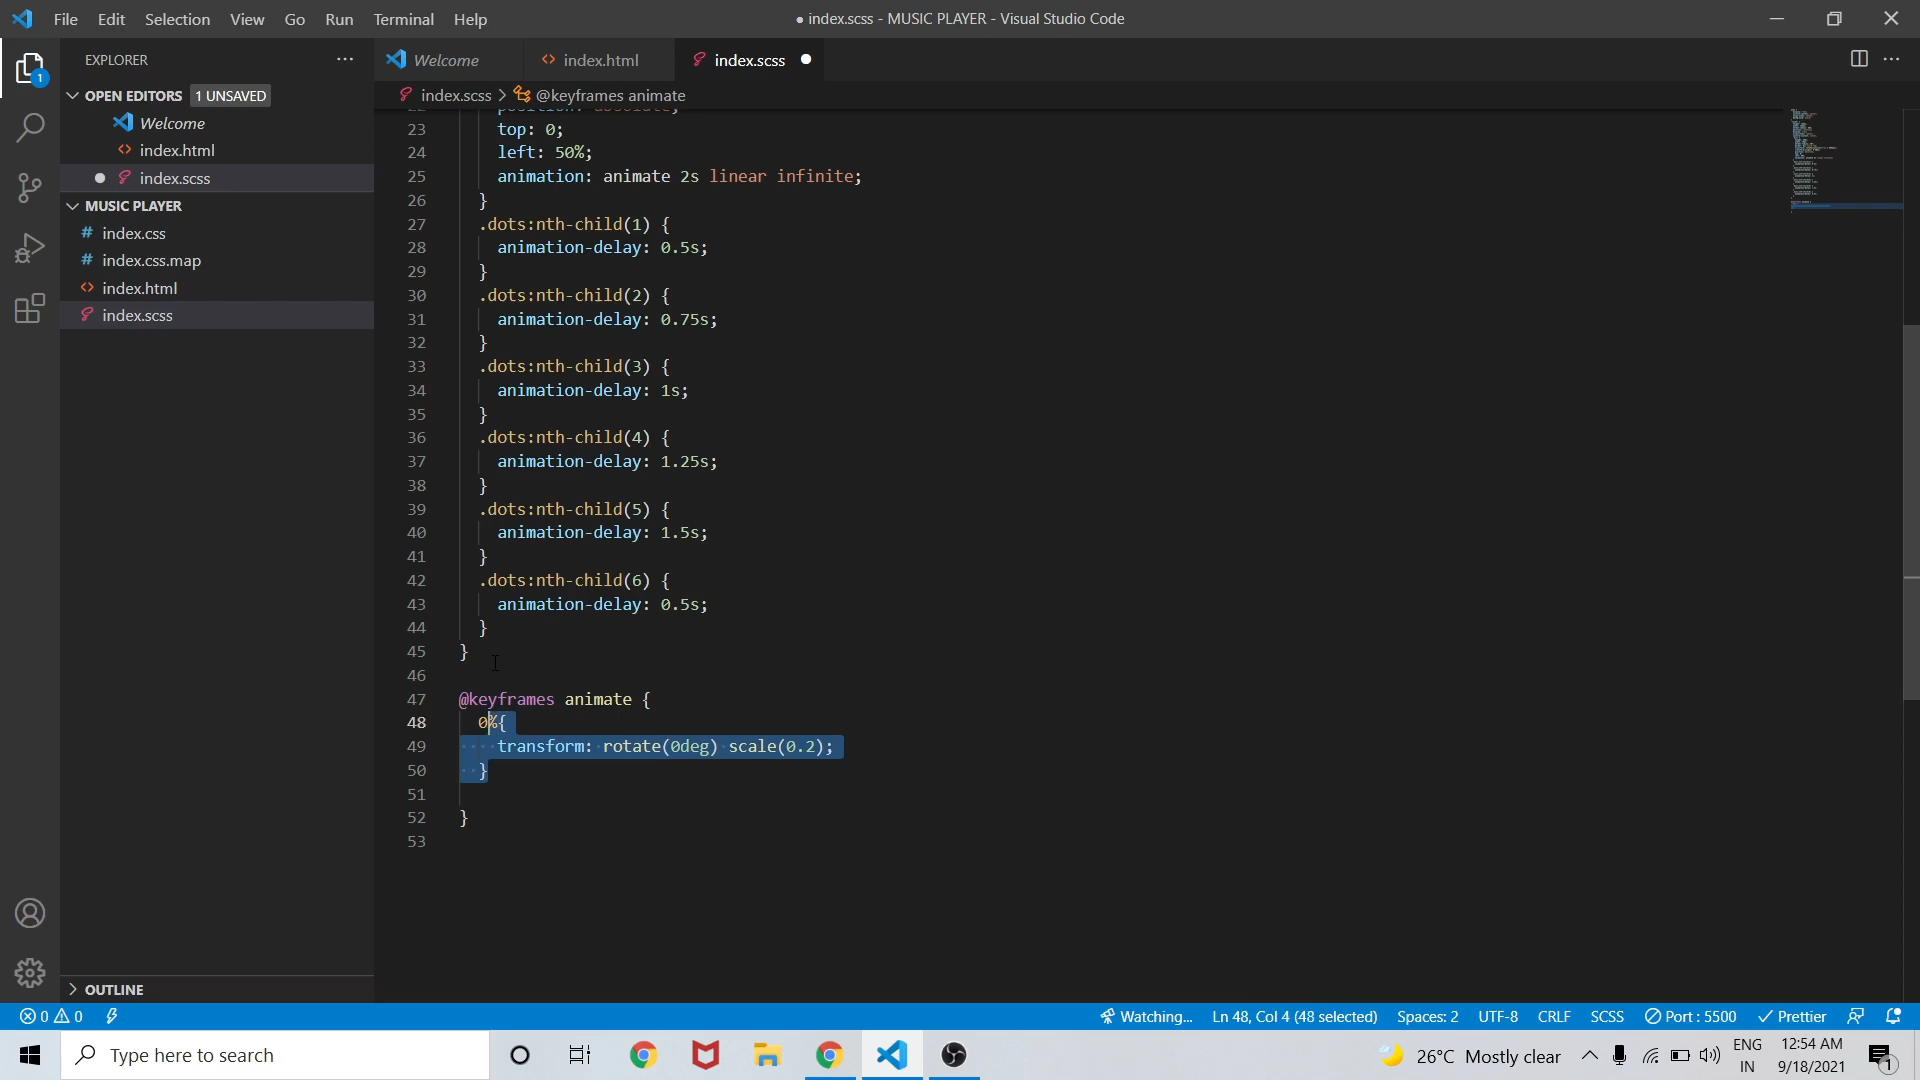 File Edit Selection View Go Run Terminal Help
● index.scss - MUSIC PLAYER - Visual Studio Code
EXPLORER
Welcome
index.html
index.scss
OPEN EDITORS 1 UNSAVED
index.scss > @keyframes animate
Welcome
index.html
index.scss
MUSIC PLAYER
index.css
index.css.map
index.html
index.scss
OUTLINE
23 top: 0;
24 left: 50%;
25 animation: animate 2s linear infinite;
26 }
27 .dots:nth-child(1) {
28 animation-delay: 0.5s;
29 }
30 .dots:nth-child(2) {
31 animation-delay: 0.75s;
32 }
33 .dots:nth-child(3) {
34 animation-delay: 1s;
35 }
36 .dots:nth-child(4) {
37 animation-delay: 1.25s;
38 }
39 .dots:nth-child(5) {
40 animation-delay: 1.5s;
41 }
42 .dots:nth-child(6) {
43 animation-delay: 0.5s;
44 }
45 }
46
47 @keyframes animate {
48 0%{
49 transform: rotate(0deg) scale(0.2);
50 }
51
52 }
53
0 0 Watching... Ln 48, Col 4 (48 selected) Spaces: 2 UTF-8 CRLF SCSS Port : 5500 Prettier
Type here to search
26°C Mostly clear
ENG
IN
12:54 AM
9/18/2021
1